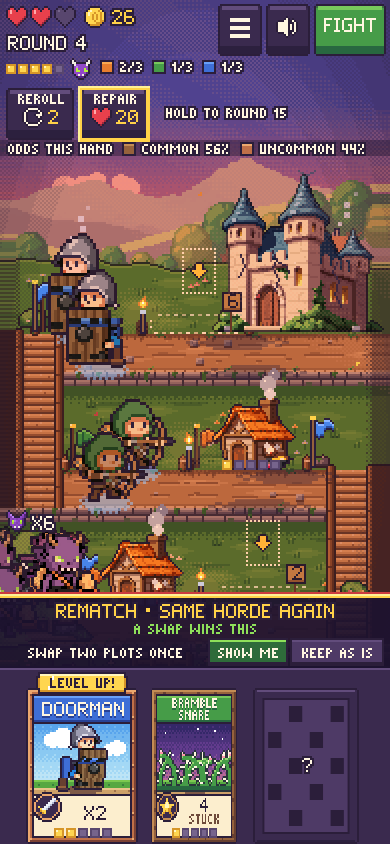 26
FIGHT
ROUND 4
2/3 1/3 1/3
REROLL
2
REPAIR
20
HOLD TO ROUND 15
ODDS THIS HAND COMMON 56% UNCOMMON 44%
6
X6
2
REMATCH • SAME HORDE AGAIN
A SWAP WINS THIS
SWAP TWO PLOTS ONCE
SHOW ME
KEEP AS IS
LEVEL UP!
DOORMAN
X2
BRAMBLE
SNARE
4
STUCK
?